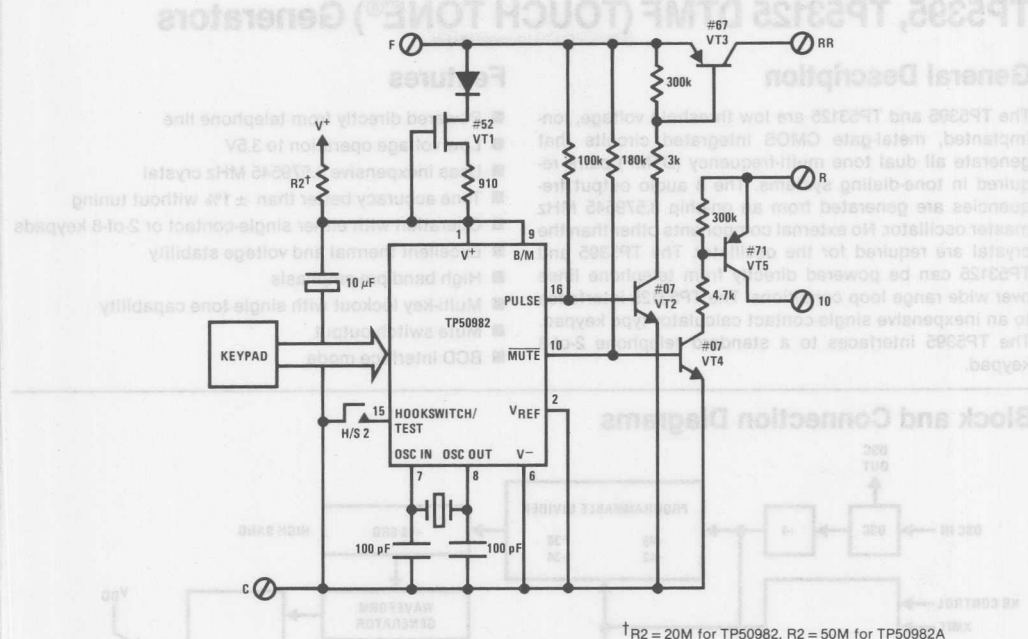 #67
VT3
F
RR
300k
V+
#52
VT1
R2†
910
100k
180k
3k
R
300k
1
9
V+
B/M
#71
VT5
10 µF
16
PULSE
#07
VT2
4.7k
10
TP50982
KEYPAD
10
MUTE
#07
VT4
2
VREF
15
HOOKSWITCH/
TEST
H/S 2
OSC IN
OSC OUT
V−
7
8
6
100 pF
100 pF
C
†R2 = 20M for TP50982, R2 = 50M for TP50982A